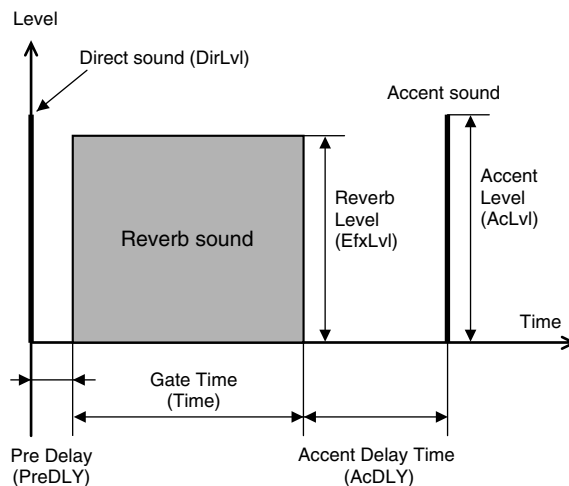 Level
Direct sound (DirLvl)
Accent sound
Reverb sound
Reverb
Level
(EfxLvl)
Accent
Level
(AcLvl)
Time
Gate Time
(Time)
Pre Delay
(PreDLY)
Accent Delay Time
(AcDLY)